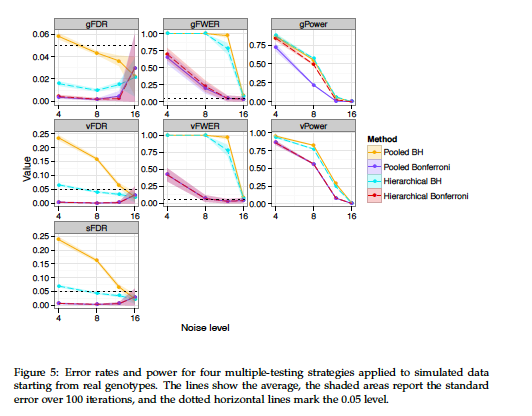 gFDR gFWER gPower
0.06
0.04
0.02
0.00
4 8 16
1.00
0.75
0.50
0.25
0.00
4 8 16
0.75
0.50
0.25
0.00
4 8 16
vFDR vFWER vPower
0.25
0.20
0.15
0.10
0.05
0.00
4 8 16
1.00
0.75
0.50
0.25
0.00
4 8 16
1.00
0.75
0.50
0.25
0.00
4 8 16
sFDR
0.25
0.20
0.15
0.10
0.05
0.00
4 8 16
Value
Noise level
Method
Pooled BH
Pooled Bonferroni
Hierarchical BH
Hierarchical Bonferroni
Figure 5: Error rates and power for four multiple-testing strategies applied to simulated data
starting from real genotypes. The lines show the average, the shaded areas report the standard
error over 100 iterations, and the dotted horizontal lines mark the 0.05 level.